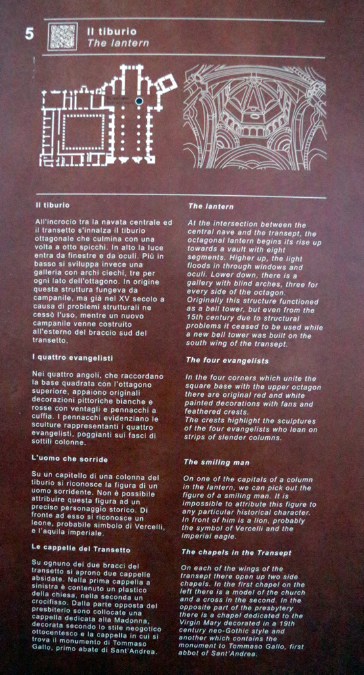 5
Il tiburio
The lantern
Il tiburio
All'incrocio tra la navata centrale ed
il transetto s'innalza il tiburio
ottagonale che culmina con una
volta a otto spicchi. In alto la luce
entra da finestre e da oculi. Più in
basso si sviluppa invece una
galleria con archi ciechi, tre per
ogni lato dell'ottagono. In origine
questa struttura fungeva da
campanile, ma già nel XV secolo a
causa di problemi strutturali ne
cessò l'uso, mentre un nuovo
campanile venne costruito
all'esterno del braccio sud del
transetto.
I quattro evangelisti
Nei quattro angoli, che raccordano
la base quadrata con l'ottagono
superiore, appaiono originali
decorazioni pittoriche bianche e
rosse con ventagli e pennacchi a
cuffia. I pennacchi evidenziano le
sculture rappresentanti i quattro
evangelisti, poggianti sui fasci di
sottili colonne.
L'uomo che sorride
Su un capitello di una colonna del
tiburio si riconosce la figura di un
uomo sorridente. Non è possibile
attribuire questa figura ad un
preciso personaggio storico. Di
fronte ad esso si riconosce un
leone, probabile simbolo di Vercelli,
e l'aquila imperiale.
Le cappelle del Transetto
Su ognuno dei due bracci del
transetto si aprono due cappelle
absidate. Nella prima cappella a
sinistra è contenuto un plastico
della chiesa, nella seconda un
crocifisso. Dalla parte opposta del
presbiterio sono collocate una
cappella dedicata alla Madonna,
decorata secondo lo stile neogotico
ottocentesco e la cappella in cui si
trova il monumento di Tommaso
Gallo, primo abate di Sant'Andrea.
The lantern
At the intersection between the
central nave and the transept, the
octagonal lantern begins its rise up
towards a vault with eight
segments. Higher up, the light
floods in through windows and
oculi. Lower down, there is a
gallery with blind arches, three for
every side of the octagon.
Originally this structure functioned
as a bell tower, but even from the
15th century due to structural
problems it ceased to be used while
a new bell tower was built on the
south wing of the transept.
The four evangelists
In the four corners which unite the
square base with the upper octagon
there are original red and white
painted decorations with fans and
feathered crests.
The crests highlight the sculptures
of the four evangelists who lean on
strips of slender columns.
The smiling man
On one of the capitals of a column
in the lantern, we can pick out the
figure of a smiling man. It is
impossible to attribute this figure to
any particular historical character.
In front of him is a lion, probably
the symbol of Vercelli and the
imperial eagle.
The chapels in the Transept
On each of the wings of the
transept there open up two side
chapels. In the first chapel on the
left there is a model of the church
and a cross in the second. In the
opposite part of the presbytery
there is a chapel dedicated to the
Virgin Mary decorated in a 19th
century neo-Gothic style and
another which contains the
monument to Tommaso Gallo, first
abbot of Sant'Andrea.